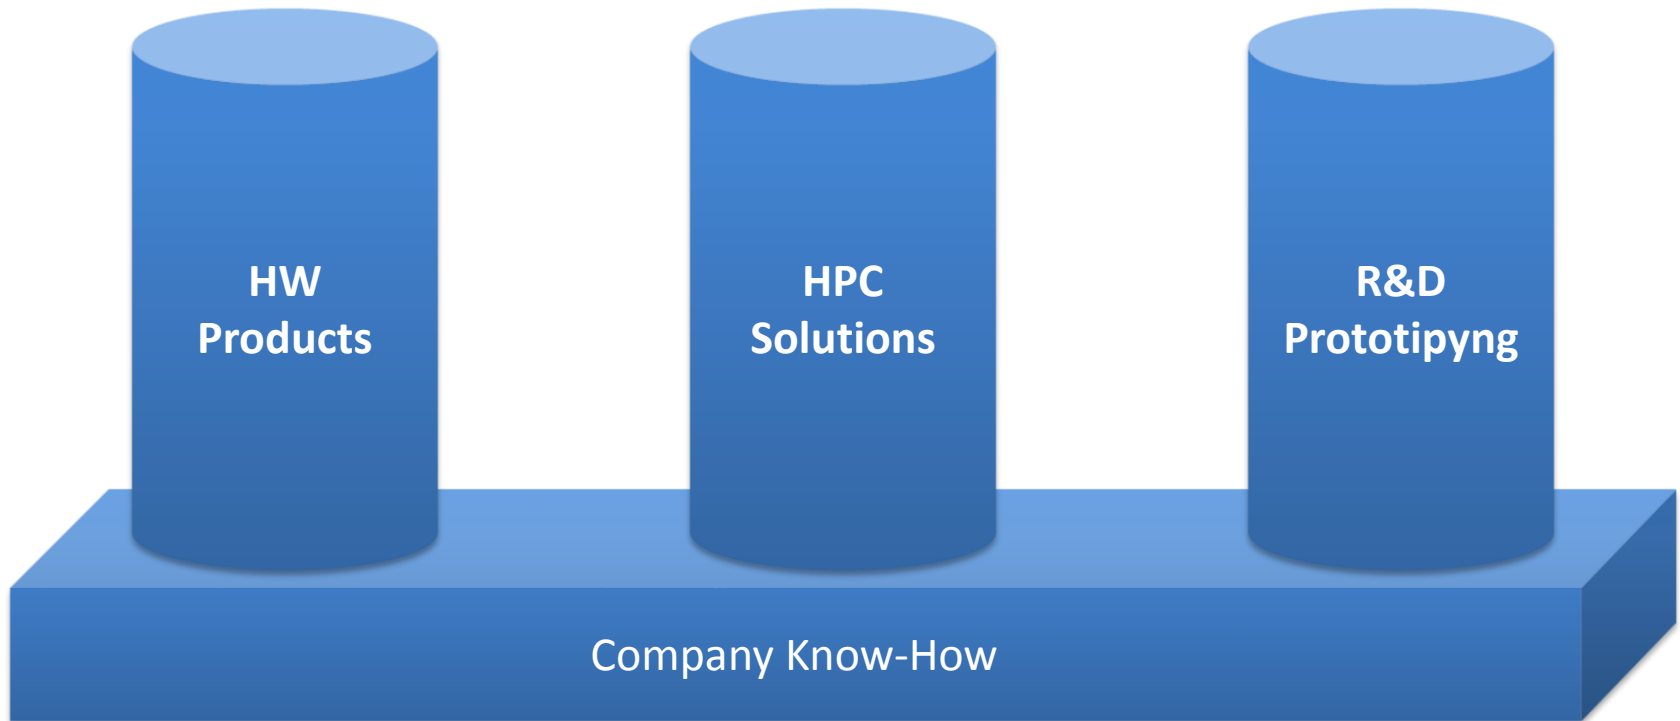 HW
Products
HPC
Solutions
R&D
Prototipyng
Company Know-How